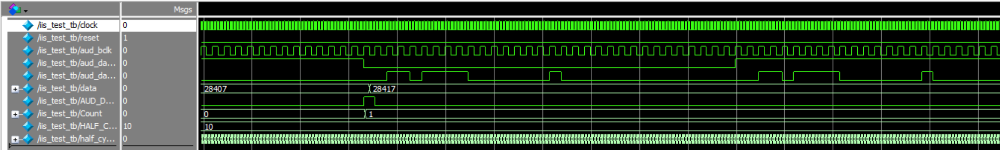 Msgs
/iis_test_tb/clock 0
/iis_test_tb/reset 1
/iis_test_tb/aud_bclk 0
/iis_test_tb/aud_da... 0
/iis_test_tb/aud_da... 0
/iis_test_tb/data 0 28407 28417
/iis_test_tb/AUD_D... 0
/iis_test_tb/Count 0 0 1
/iis_test_tb/HALF_C... 10 10
/iis_test_tb/half_cy... 0